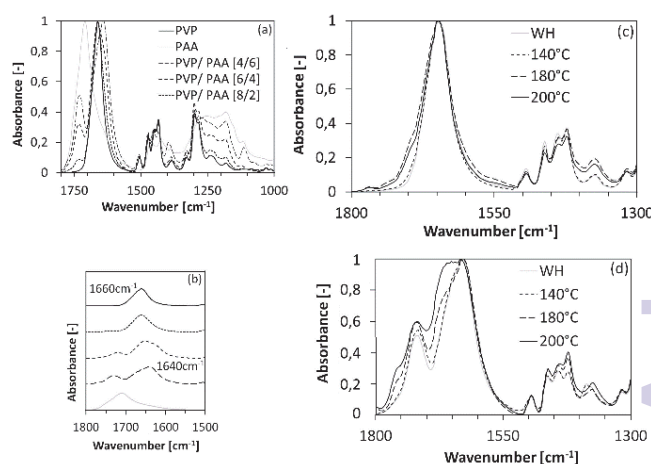 (a)
1
0,8
0,6
0,4
0,2
0
Absorbance [-]
PVP
PAA
PVP/ PAA [4/6]
PVP/ PAA [6/4]
PVP/ PAA [8/2]
1750 1500 1250 1000
Wavenumber [cm⁻¹]
(c)
1
0,8
0,6
0,4
0,2
0
Absorbance [-]
WH
140°C
180°C
200°C
1800 1550 1300
Wavenumber [cm⁻¹]
(b)
1660cm⁻¹
1640cm⁻¹
Absorbance [-]
1800 1700 1600 1500
Wavenumber [cm⁻¹]
(d)
1
0,8
0,6
0,4
0,2
0
Absorbance [-]
WH
140°C
180°C
200°C
1800 1550 1300
Wavenumber [cm⁻¹]